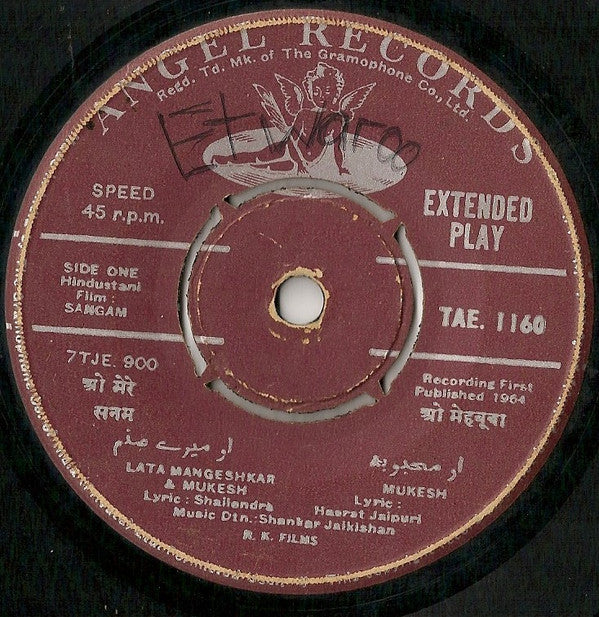 ANGEL RECORDS
Regd. Td. Mk. of The Gramophone Co., Ltd.
Etwaroo
SPEED
45 r.p.m.
EXTENDED
PLAY
SIDE ONE
Hindustani
Film :
SANGAM
TAE. 1160
7TJE. 900
Recording First
Published 1964
ओ मेरे
सनम
ओ मेहबूबा
او میرے صنم
او محبوبہ
LATA MANGESHKAR
& MUKESH
Lyric: Shailendra
MUKESH
Lyric:
Hasrat Jaipuri
Music Dtn.: Shankar Jaikishan
R. K. FILMS